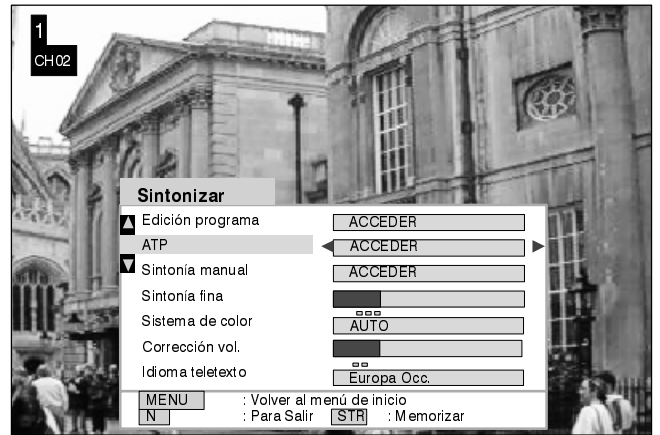 1
CH02
Sintonizar
Edición programa ACCEDER
ATP ACCEDER
Sintonía manual ACCEDER
Sintonía fina
Sistema de color AUTO
Corrección vol.
Idioma teletexto Europa Occ.
MENU : Volver al menú de inicio
N : Para Salir STR : Memorizar